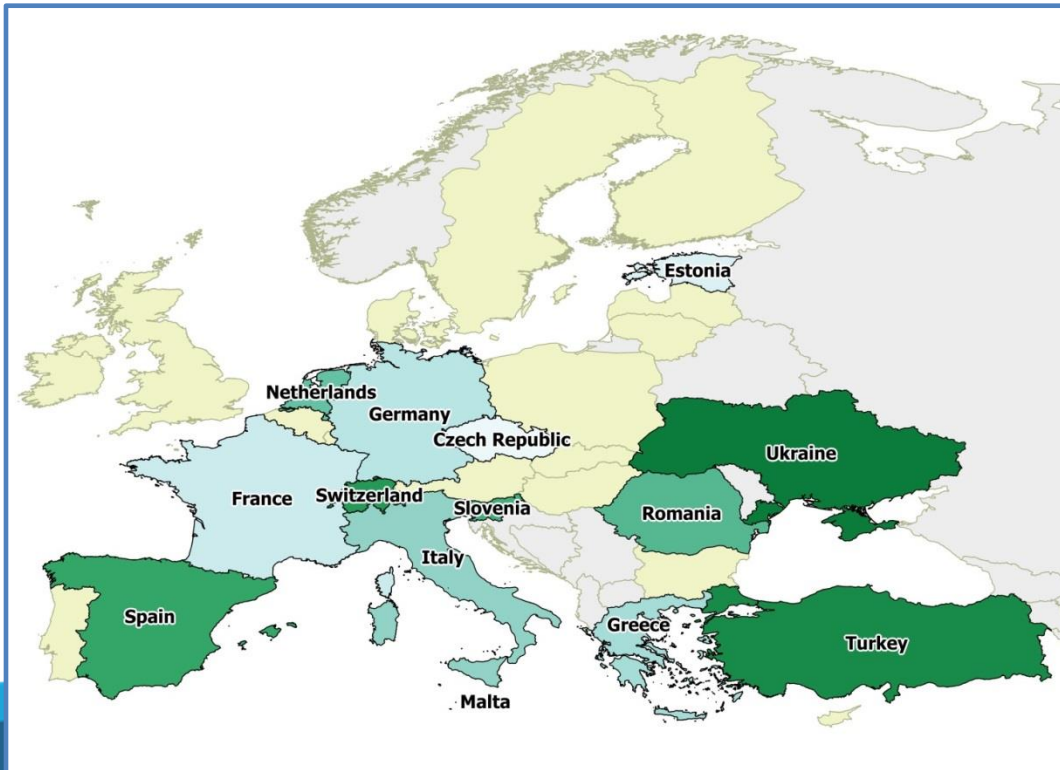 Estonia
Netherlands
Germany
Czech Republic
Ukraine
France
Switzerland
Slovenia
Romania
Italy
Spain
Greece
Turkey
Malta